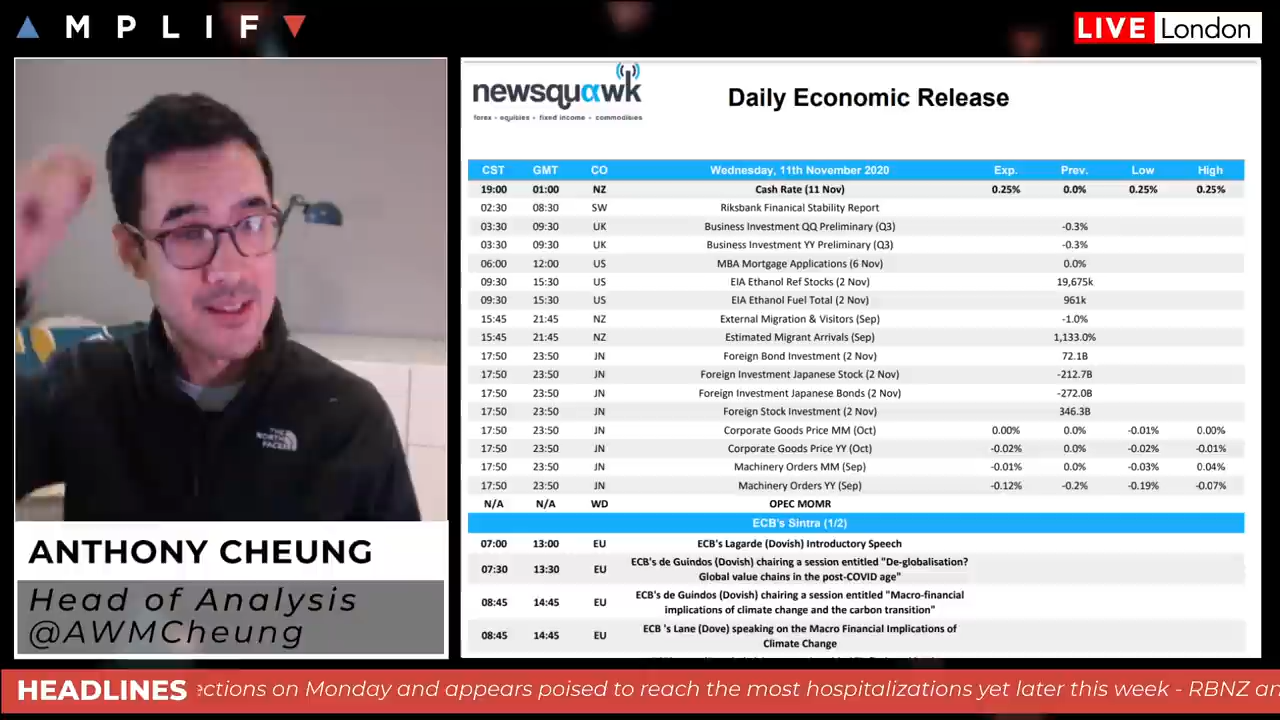 AMPLIFY
LIVE London
newsquawk
forex - equities - fixed income - commodities
Daily Economic Release
CST GMT CO Wednesday, 11th November 2020 Exp. Prev. Low High
19:00 01:00 NZ Cash Rate (11 Nov) 0.25% 0.0% 0.25% 0.25%
02:30 08:30 SW Riksbank Finanical Stability Report
03:30 09:30 UK Business Investment QQ Preliminary (Q3) -0.3%
03:30 09:30 UK Business Investment YY Preliminary (Q3) -0.3%
06:00 12:00 US MBA Mortgage Applications (6 Nov) 0.0%
09:30 15:30 US EIA Ethanol Ref Stocks (2 Nov) 19,675k
09:30 15:30 US EIA Ethanol Fuel Total (2 Nov) 961k
15:45 21:45 NZ External Migration & Visitors (Sep) -1.0%
15:45 21:45 NZ Estimated Migrant Arrivals (Sep) 1,133.0%
17:50 23:50 JN Foreign Bond Investment (2 Nov) 72.1B
17:50 23:50 JN Foreign Investment Japanese Stock (2 Nov) -212.7B
17:50 23:50 JN Foreign Investment Japanese Bonds (2 Nov) -272.0B
17:50 23:50 JN Foreign Stock Investment (2 Nov) 346.3B
17:50 23:50 JN Corporate Goods Price MM (Oct) 0.00% 0.0% -0.01% 0.00%
17:50 23:50 JN Corporate Goods Price YY (Oct) -0.02% 0.0% -0.02% -0.01%
17:50 23:50 JN Machinery Orders MM (Sep) -0.01% 0.0% -0.03% 0.04%
17:50 23:50 JN Machinery Orders YY (Sep) -0.12% -0.2% -0.19% -0.07%
N/A N/A WD OPEC MOMR
ECB's Sintra (1/2)
07:00 13:00 EU ECB's Lagarde (Dovish) Introductory Speech
07:30 13:30 EU ECB's de Guindos (Dovish) chairing a session entitled "De-globalisation?
Global value chains in the post-COVID age"
08:45 14:45 EU ECB's de Guindos (Dovish) chairing a session entitled "Macro-financial
implications of climate change and the carbon transition"
08:45 14:45 EU ECB 's Lane (Dove) speaking on the Macro Financial Implications of
Climate Change
THE NORTH FACE
ANTHONY CHEUNG
Head of Analysis
@AWMCheung
HEADLINES ections on Monday and appears poised to reach the most hospitalizations yet later this week - RBNZ an